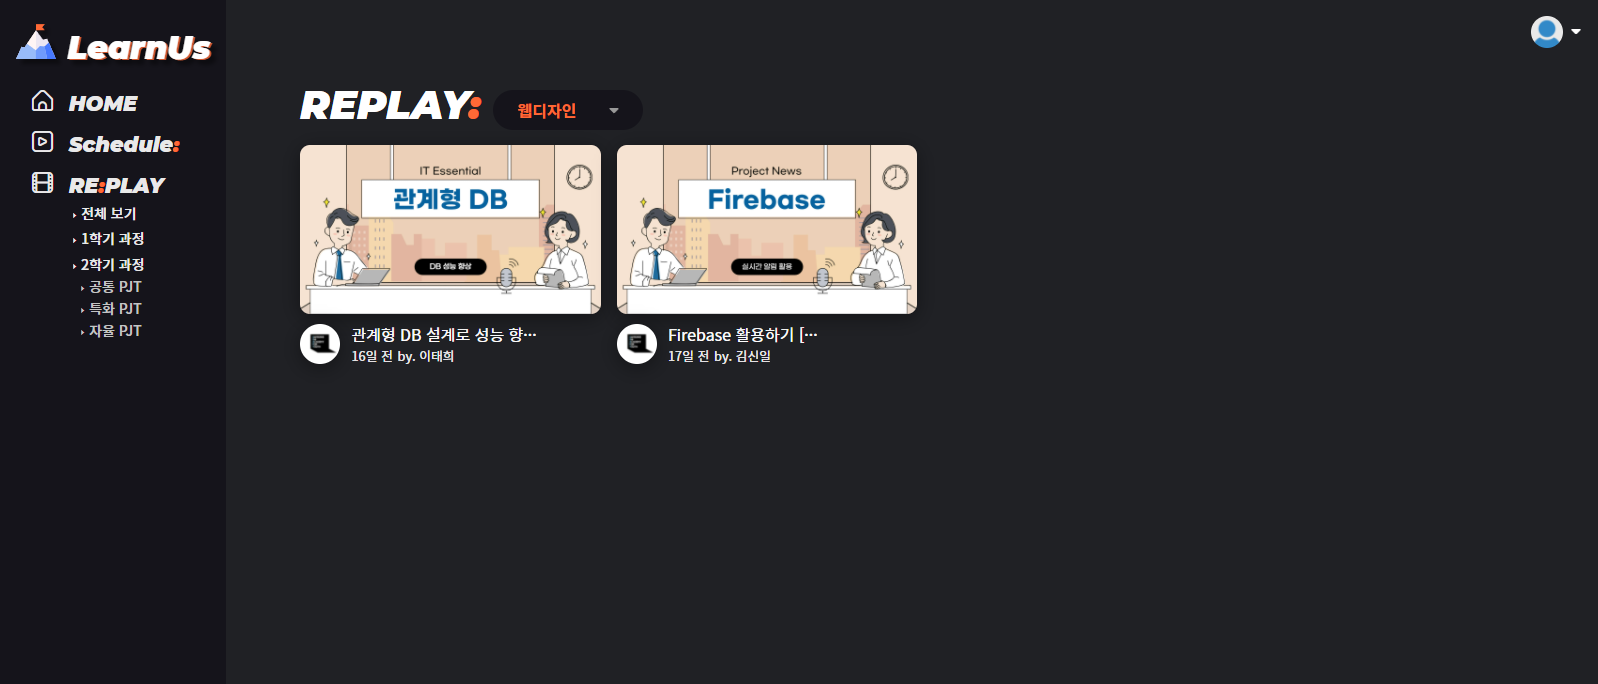 LearnUs
HOME
Schedule:
RE:PLAY
전체 보기
1학기 과정
2학기 과정
공통 PJT
특화 PJT
자율 PJT
REPLAY:
웹디자인
IT Essential
관계형 DB
DB 성능 향상
관계형 DB 설계로 성능 향…
16일 전 by. 이태희
Project News
Firebase
실시간 알림 활용
Firebase 활용하기 […
17일 전 by. 김신일